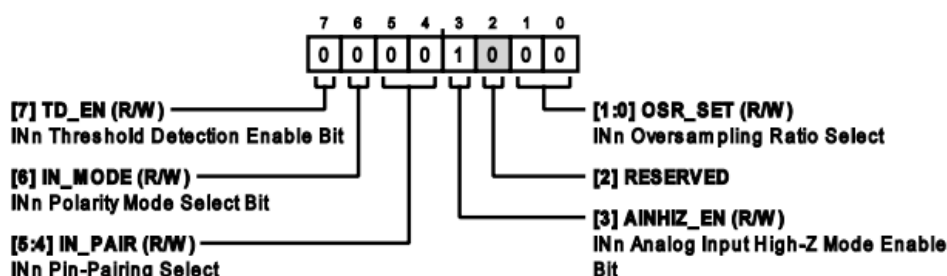 7 6 5 4 3 2 1 0
0 0 0 0 1 0 0 0
[7] TD_EN (R/W)
INn Threshold Detection Enable Bit
[6] IN_MODE (R/W)
INn Polarity Mode Select Bit
[5:4] IN_PAIR (R/W)
INn Pin-Pairing Select
[1:0] OSR_SET (R/W)
INn Oversampling Ratio Select
[2] RESERVED
[3] AINHIZ_EN (R/W)
INn Analog Input High-Z Mode Enable
Bit